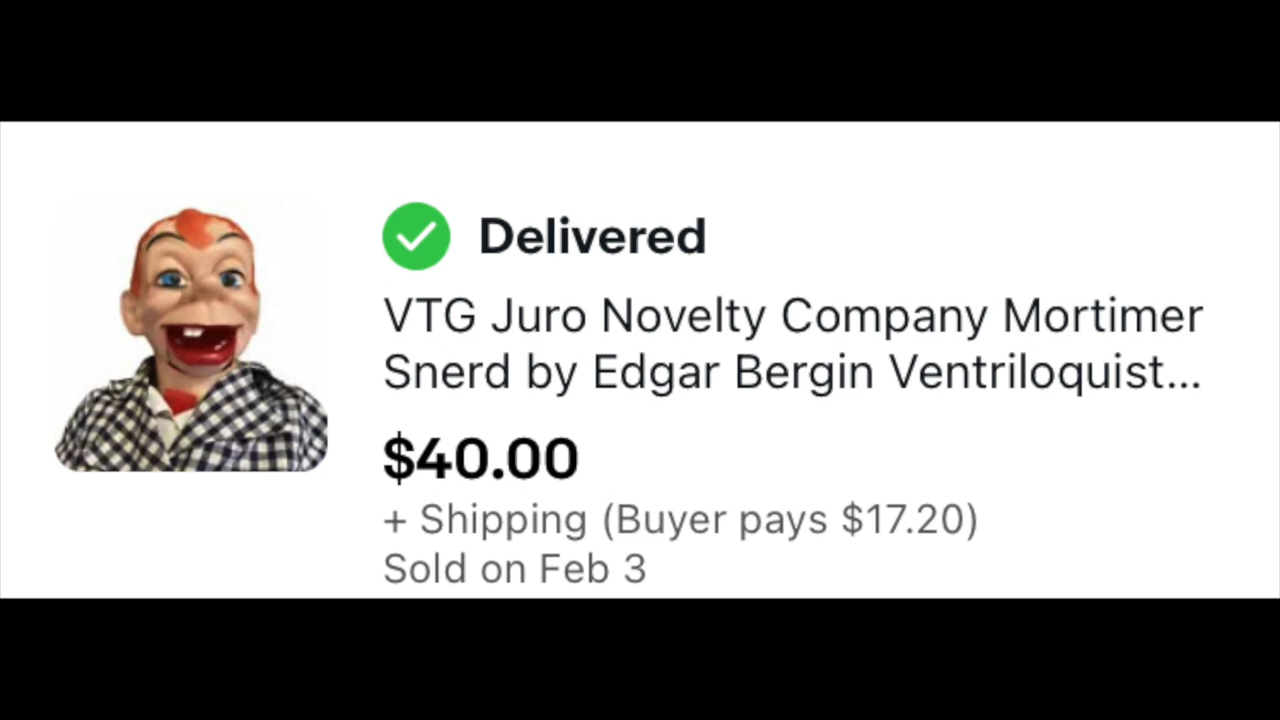 Delivered
VTG Juro Novelty Company Mortimer
Snerd by Edgar Bergin Ventriloquist...
$40.00
+ Shipping (Buyer pays $17.20)
Sold on Feb 3